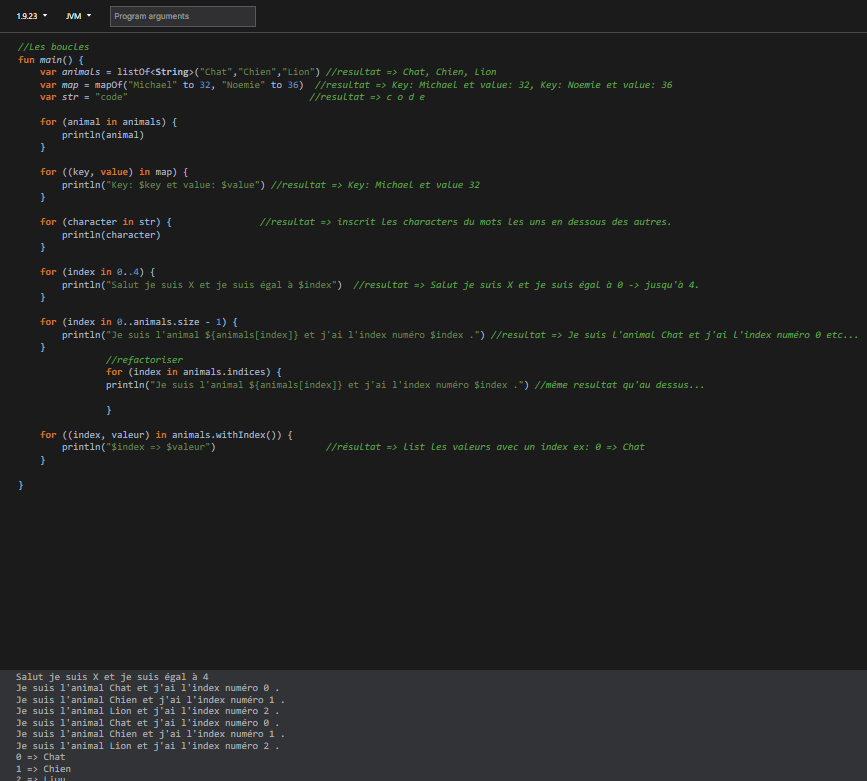 1.9.23 JVM Program arguments
//Les boucles
fun main() {
var animals = listOf<String>("Chat","Chien","Lion") //resultat => Chat, Chien, Lion
var map = mapOf("Michael" to 32, "Noemie" to 36) //resultat => Key: Michael et value: 32, Key: Noemie et value: 36
var str = "code" //resultat => c o d e
for (animal in animals) {
println(animal)
}
for ((key, value) in map) {
println("Key: $key et value: $value") //resultat => Key: Michael et value 32
}
for (character in str) { //resultat => inscrit les characters du mots les uns en dessous des autres.
println(character)
}
for (index in 0..4) {
println("Salut je suis X et je suis égal à $index") //resultat => Salut je suis X et je suis égal à 0 -> jusqu'à 4.
}
for (index in 0..animals.size - 1) {
println("Je suis l'animal ${animals[index]} et j'ai l'index numéro $index .") //resultat => Je suis l'animal Chat et j'ai l'index numéro 0 etc...
}
//refactoriser
for (index in animals.indices) {
println("Je suis l'animal ${animals[index]} et j'ai l'index numéro $index .") //même resultat qu'au dessus...
}
for ((index, valeur) in animals.withIndex()) {
println("$index => $valeur") //résultat => List les valeurs avec un index ex: 0 => Chat
}
}
Salut je suis X et je suis égal à 4
Je suis l'animal Chat et j'ai l'index numéro 0 .
Je suis l'animal Chien et j'ai l'index numéro 1 .
Je suis l'animal Lion et j'ai l'index numéro 2 .
Je suis l'animal Chat et j'ai l'index numéro 0 .
Je suis l'animal Chien et j'ai l'index numéro 1 .
Je suis l'animal Lion et j'ai l'index numéro 2 .
0 => Chat
1 => Chien
2 => Lion